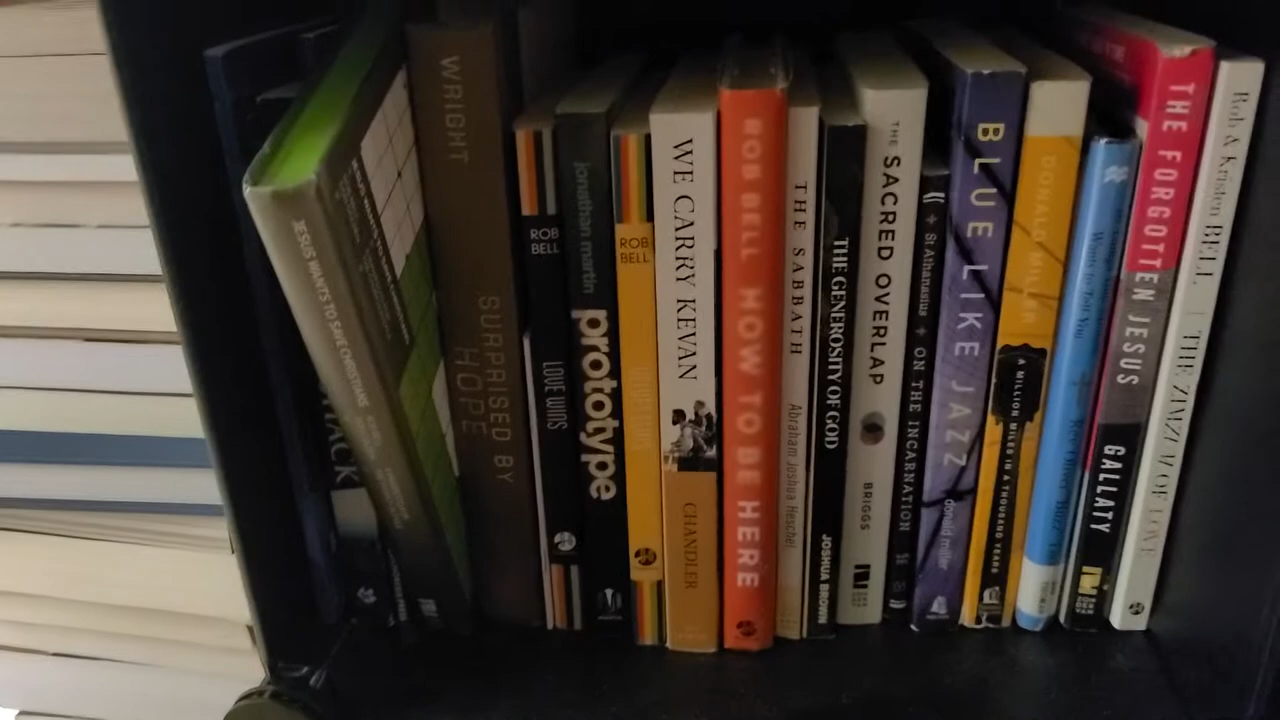 JESUS WANTS TO SAVE CHRISTIANS
WRIGHT
SURPRISED BY
HOPE
ROB
BELL
LOVE WINS
jonathan martin
prototype
ROB
BELL
WE CARRY KEVAN
CHANDLER
ROB BELL HOW TO BE HERE
THE SABBATH
Abraham Joshua Heschel
THE GENEROSITY OF GOD
JOSHUA BROWN
THE SACRED OVERLAP
BRIGGS
St Athanasius + ON THE INCARNATION
BLUE LIKE JAZZ
donald miller
DONALD MILLER
A MILLION MILES IN A THOUSAND YEARS
THE FORGOTTEN JESUS
GALLATY
ZON
DER
VAN
Rob & Kristen BELL | THE ZIMZUM OF LOVE